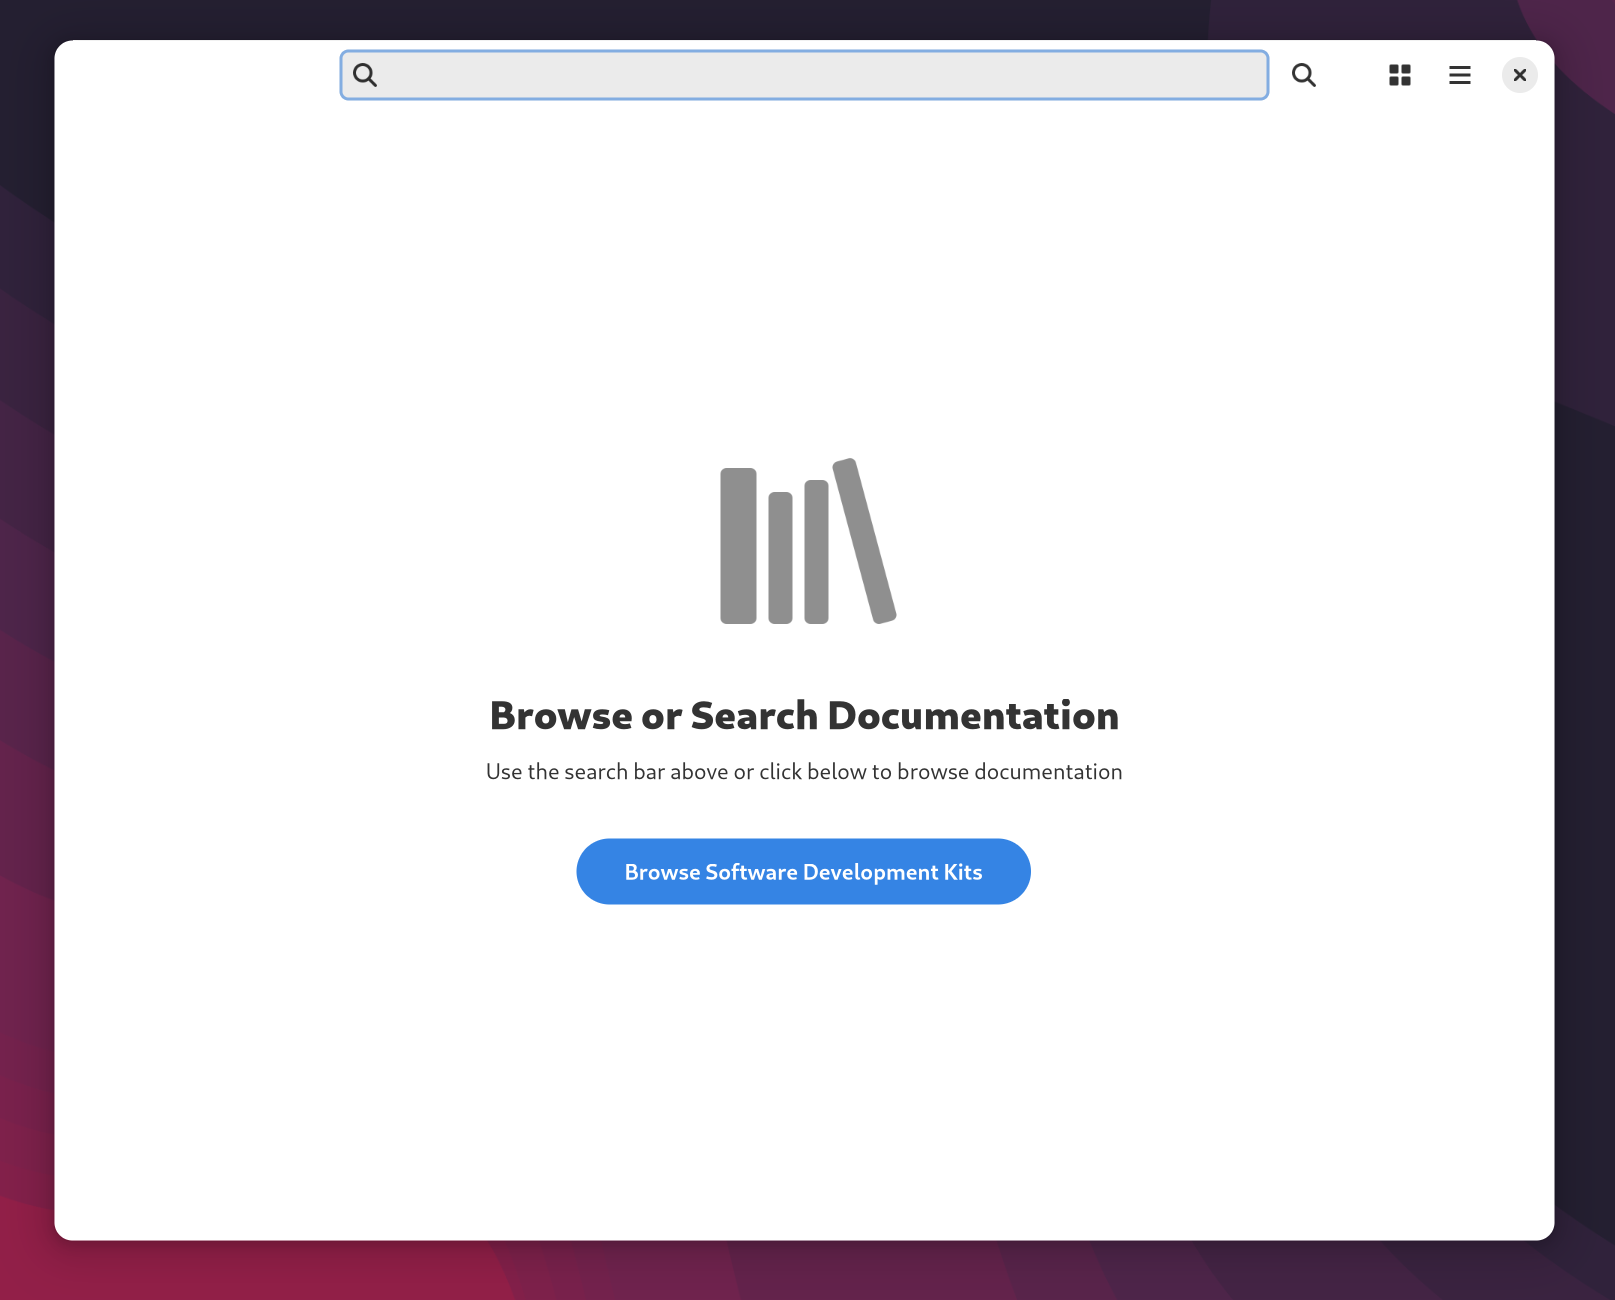 Browse or Search Documentation
Use the search bar above or click below to browse documentation
Browse Software Development Kits